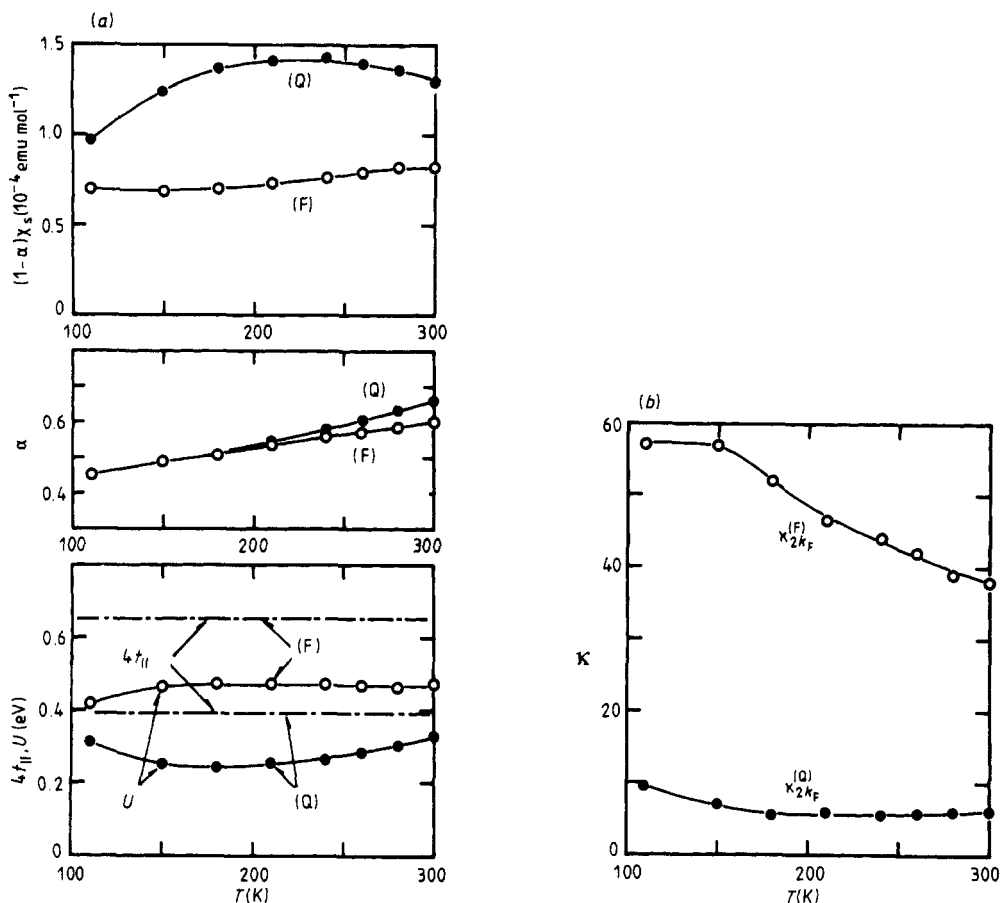 (a)
1.5
(Q)
1.0
(F)
0.5
0
(1-α)χs (10⁻⁴ emu mol⁻¹)
100
200
300
(Q)
0.6
α
(F)
0.4
100
200
300
0.6
(F)
4t||
0.4
0.2
U
(Q)
0
4t||, U (eV)
100
200
300
T(K)
(b)
60
κ(F)2kF
40
κ
20
κ(Q)2kF
0
100
200
300
T(K)